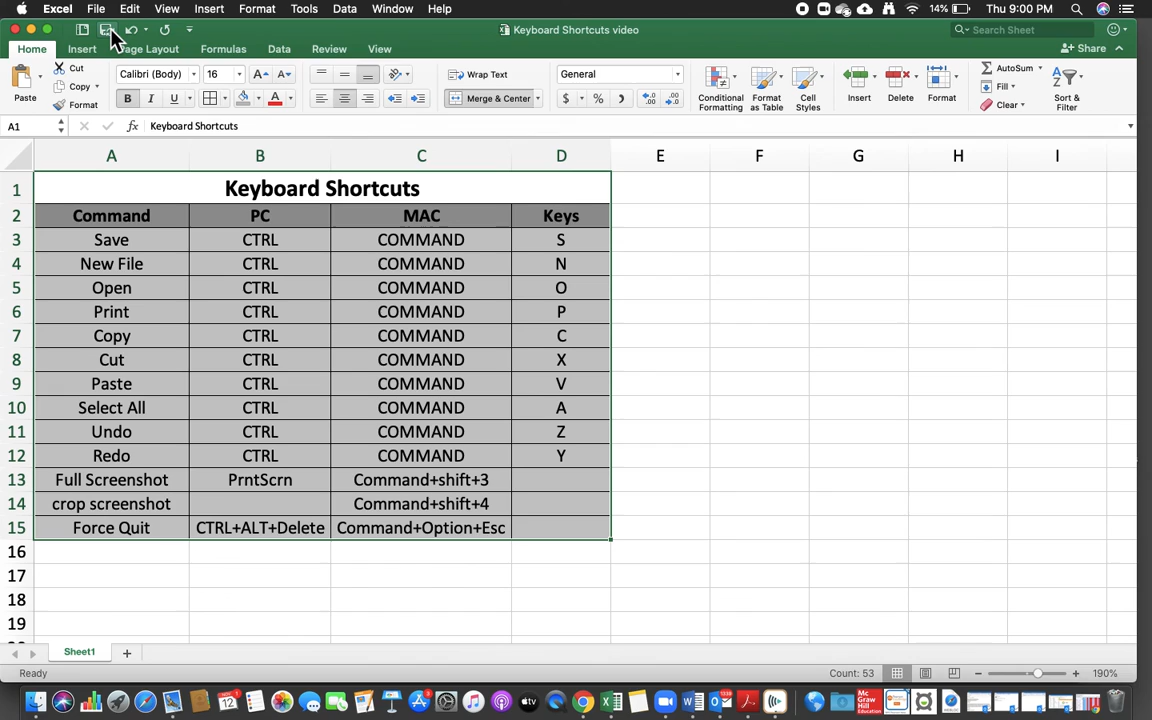 Excel File Edit View Insert Format Tools Data Window Help 14% Thu 9:00 PM
Keyboard Shortcuts video Search Sheet
Home Insert Page Layout Formulas Data Review View Share
Paste Cut Copy Format
Calibri (Body) 16 Wrap Text General AutoSum
B I U A Merge & Center $ % Conditional Formatting Format as Table Cell Styles Insert Delete Format Fill Clear Sort & Filter
A1 fx Keyboard Shortcuts
A B C D E F G H I
1 Keyboard Shortcuts
2 Command PC MAC Keys
3 Save CTRL COMMAND S
4 New File CTRL COMMAND N
5 Open CTRL COMMAND O
6 Print CTRL COMMAND P
7 Copy CTRL COMMAND C
8 Cut CTRL COMMAND X
9 Paste CTRL COMMAND V
10 Select All CTRL COMMAND A
11 Undo CTRL COMMAND Z
12 Redo CTRL COMMAND Y
13 Full Screenshot PrntScrn Command+shift+3
14 crop screenshot Command+shift+4
15 Force Quit CTRL+ALT+Delete Command+Option+Esc
16
17
18
19
Sheet1 +
Ready Count: 53 190%
Mc Graw Hill Education